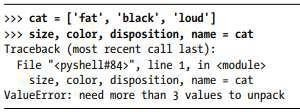 >>> cat = ['fat', 'black', 'loud']
>>> size, color, disposition, name = cat
Traceback (most recent call last):
  File "<pyshell#84>", line 1, in <module>
    size, color, disposition, name = cat
ValueError: need more than 3 values to unpack